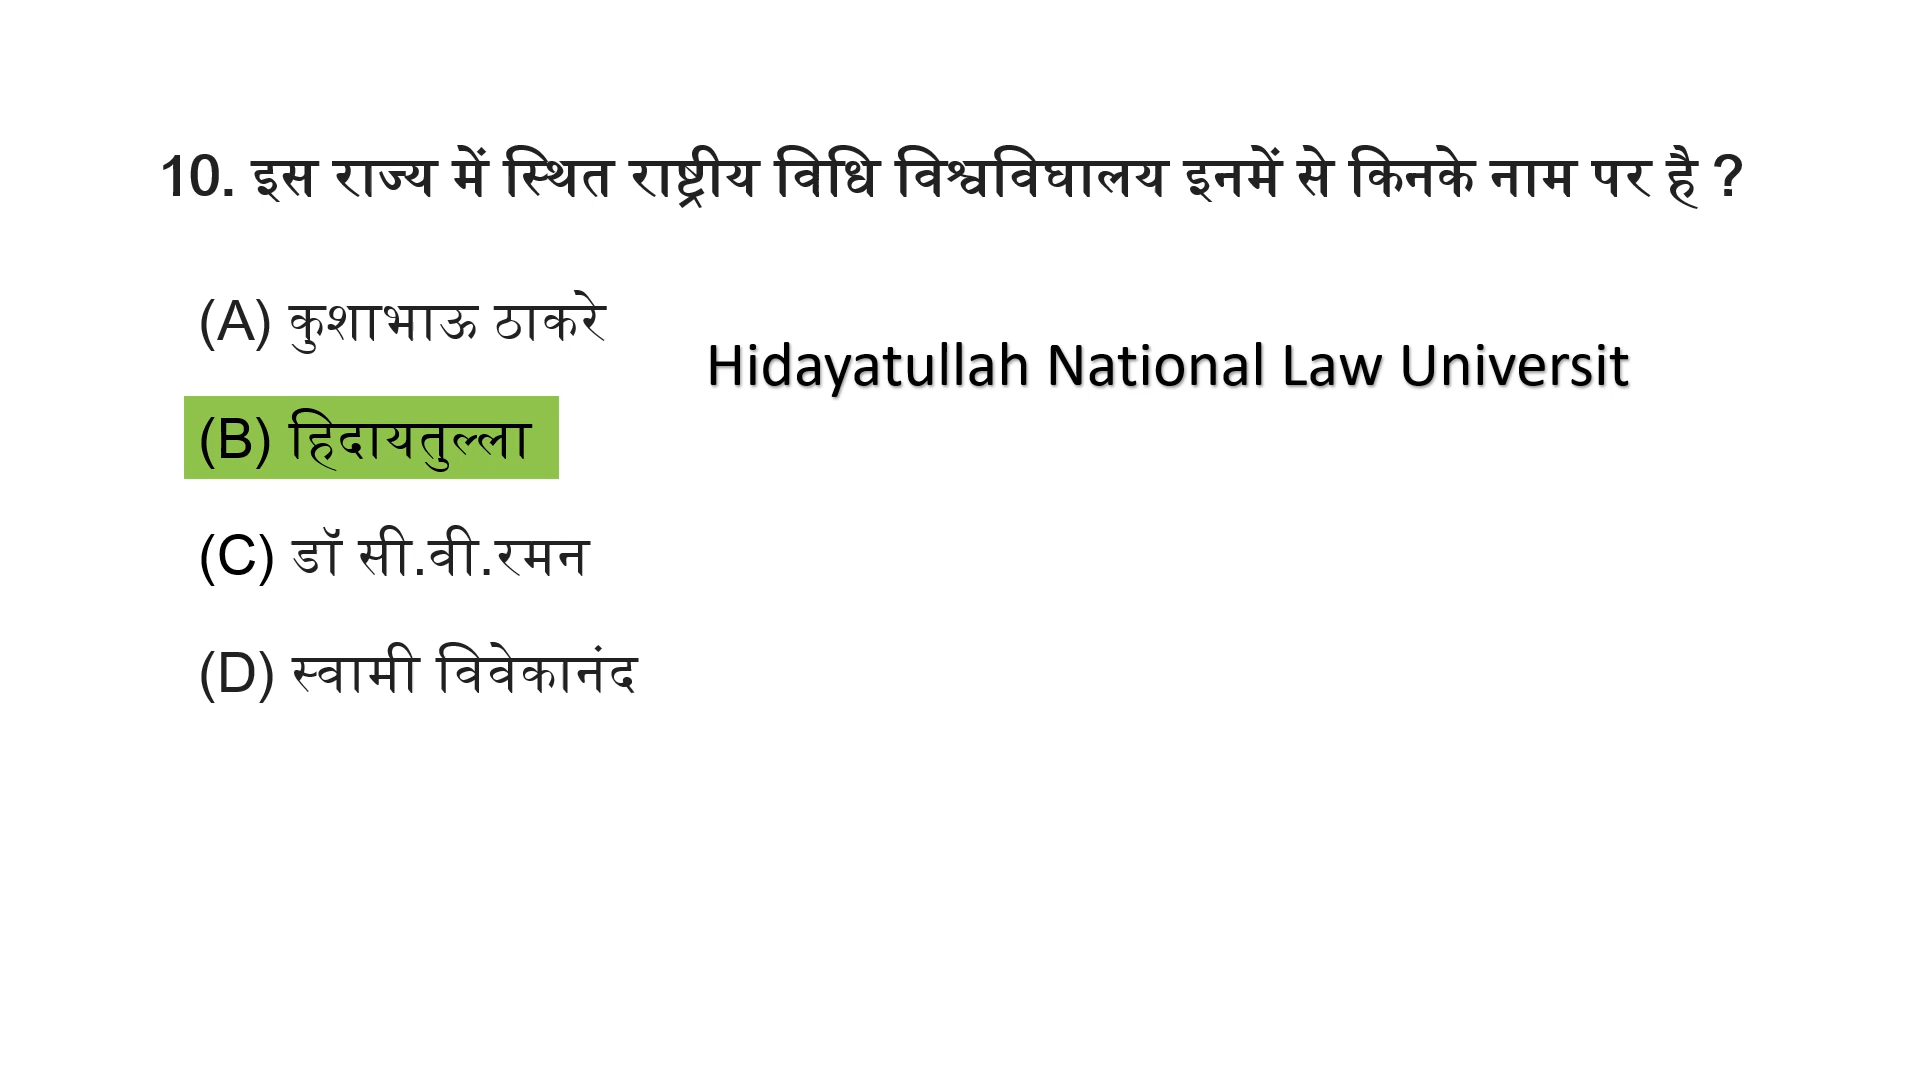 10. इस राज्य में स्थित राष्ट्रीय विधि विश्वविघालय इनमें से किनके नाम पर है ?
(A) कुशाभाऊ ठाकरे
Hidayatullah National Law Universit
(B) हिदायतुल्ला
(C) डॉ सी.वी.रमन
(D) स्वामी विवेकानंद